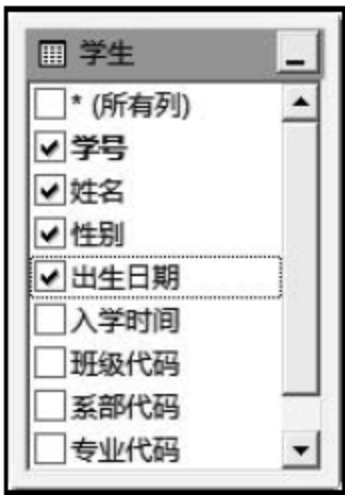 学生
* (所有列)
学号
姓名
性别
出生日期
入学时间
班级代码
系部代码
专业代码